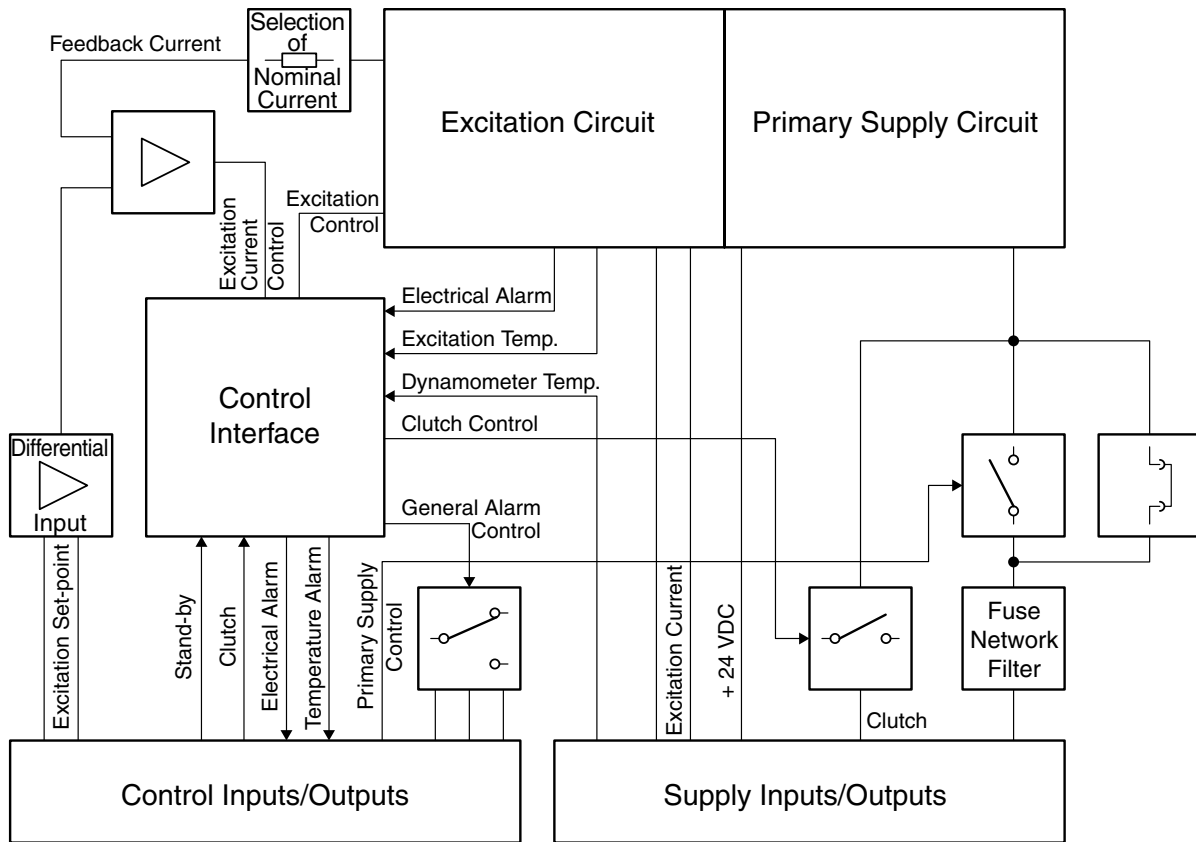 Selection
of
Nominal
Current
Feedback Current
Excitation Circuit
Primary Supply Circuit
Excitation
Current
Control
Excitation
Control
Electrical Alarm
Excitation Temp.
Dynamometer Temp.
Clutch Control
Control
Interface
Differential
Input
General Alarm
Control
Excitation Set-point
Stand-by
Clutch
Electrical Alarm
Temperature Alarm
Primary Supply
Control
Excitation Current
+ 24 VDC
Clutch
Fuse
Network
Filter
Control Inputs/Outputs
Supply Inputs/Outputs